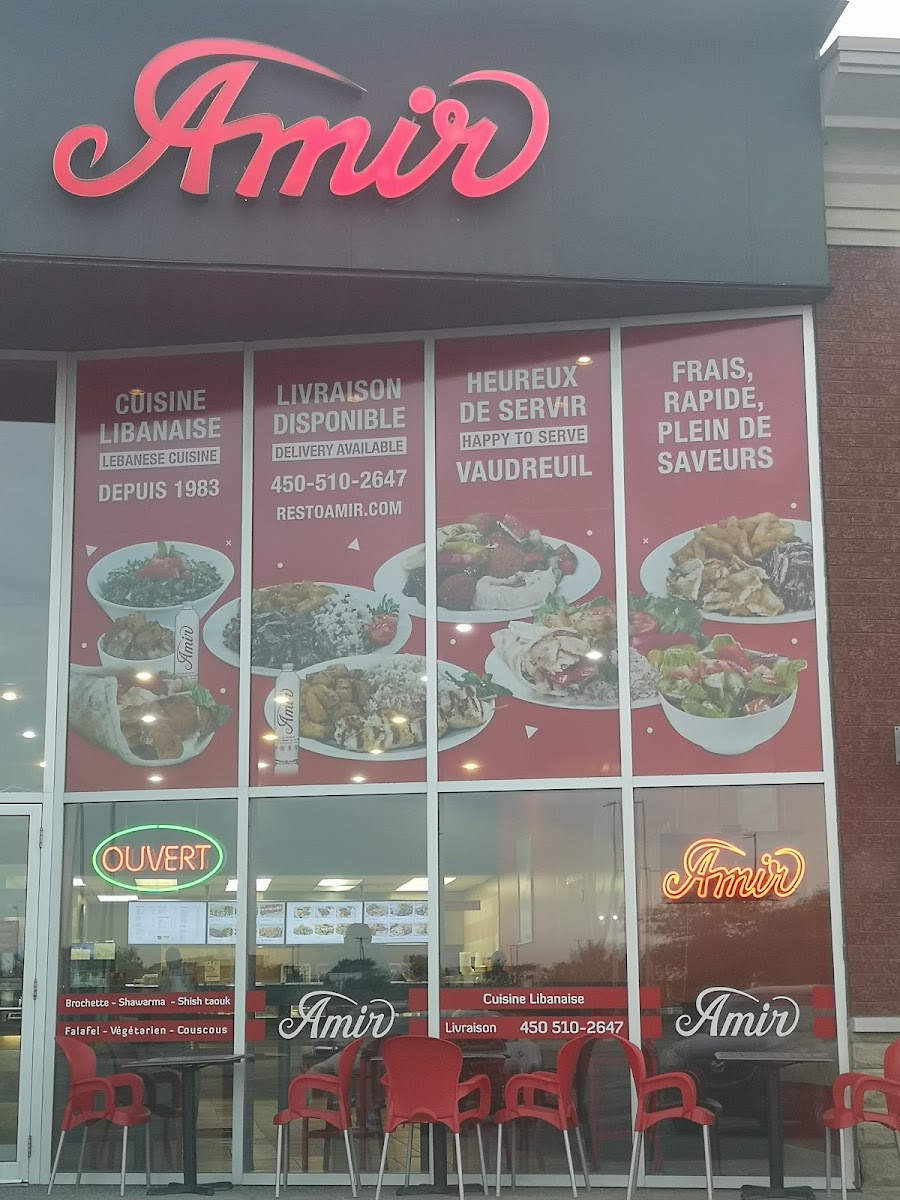 Amir
CUISINE
LIBANAISE
LEBANESE CUISINE
DEPUIS 1983
LIVRAISON
DISPONIBLE
DELIVERY AVAILABLE
450-510-2647
RESTOAMIR.COM
HEUREUX
DE SERVIR
HAPPY TO SERVE
VAUDREUIL
FRAIS,
RAPIDE,
PLEIN DE
SAVEURS
Amir
Amir
OUVERT
Amir
Brochette - Shawarma - Shish taouk
Falafel - Végétarien - Couscous
Amir
Cuisine Libanaise
Livraison 450 510-2647
Amir